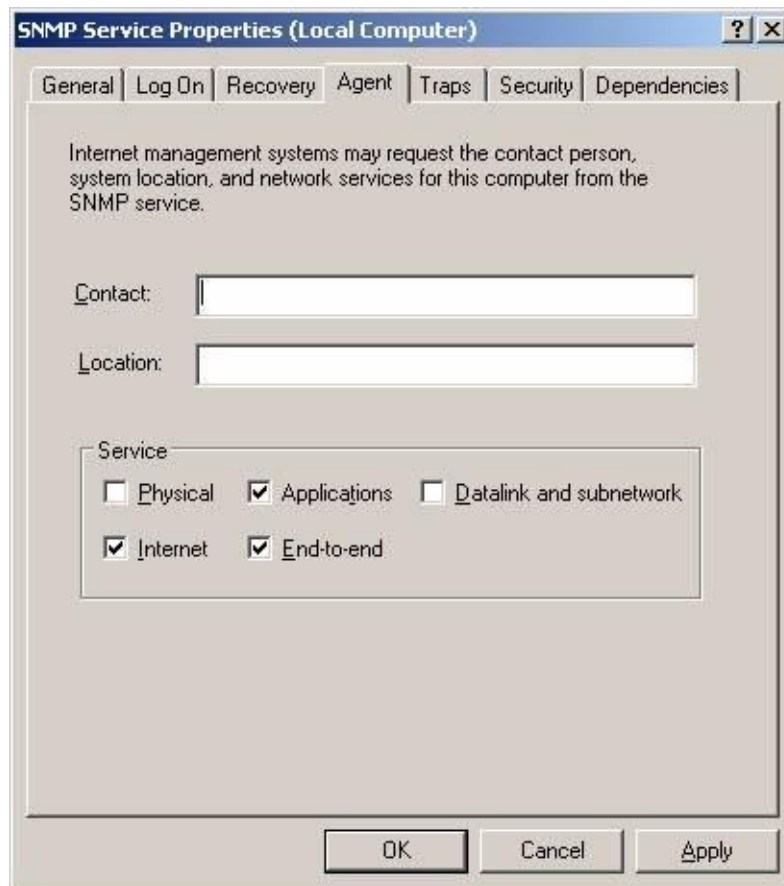 SNMP Service Properties (Local Computer)
General Log On Recovery Agent Traps Security Dependencies
Internet management systems may request the contact person,
system location, and network services for this computer from the
SNMP service.
Contact:
Location:
Service
Physical Applications Datalink and subnetwork
Internet End-to-end
OK Cancel Apply